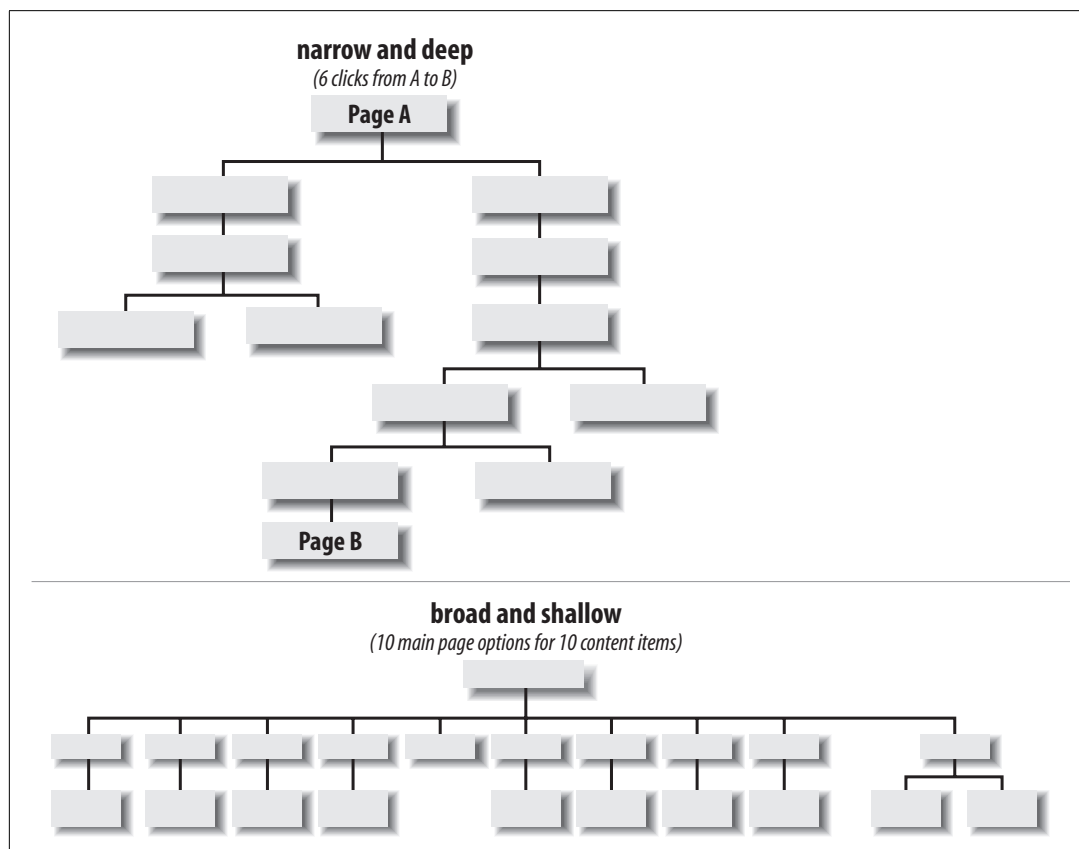 narrow and deep
(6 clicks from A to B)
Page A
Page B
broad and shallow
(10 main page options for 10 content items)